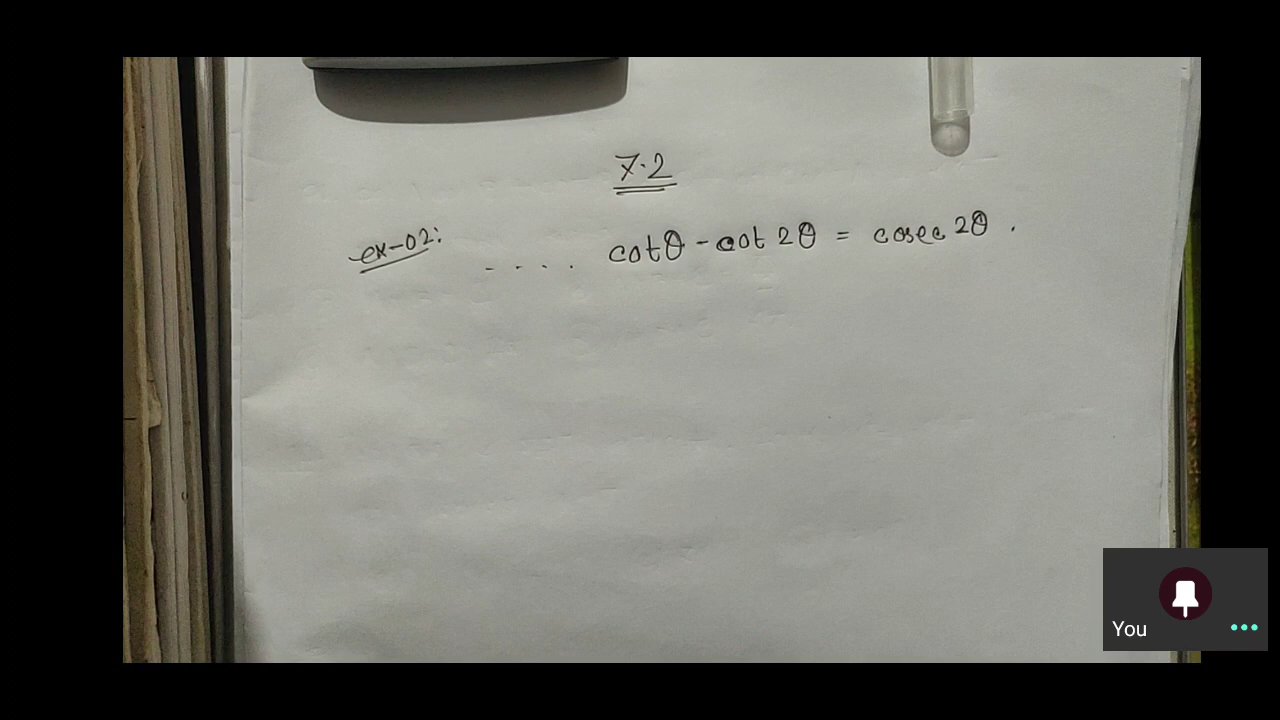 7.2
ex-02: .... cotθ - cot 2θ = cosec 2θ .
You